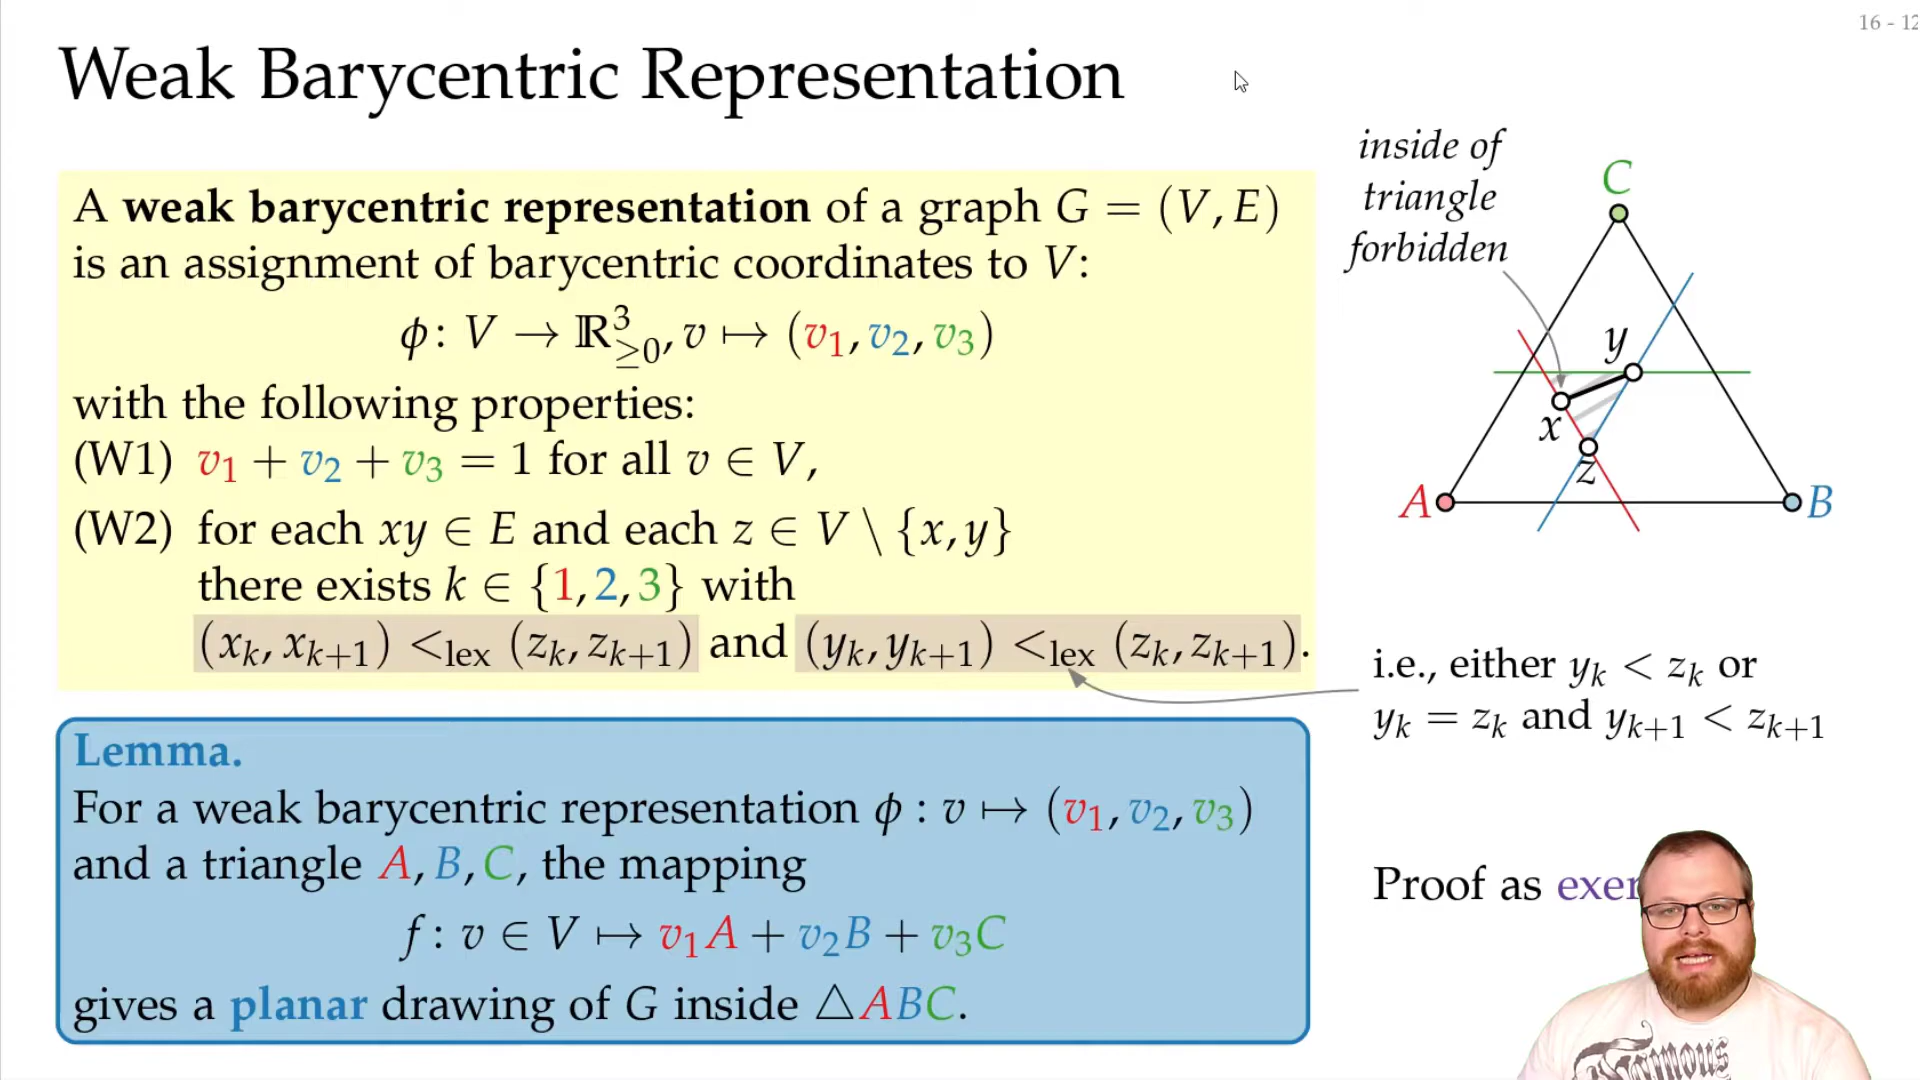 16 - 12
Weak Barycentric Representation
A weak barycentric representation of a graph G = (V, E)
is an assignment of barycentric coordinates to V:
ϕ: V → ℝ³≥0, v ↦ (v₁, v₂, v₃)
with the following properties:
(W1) v₁ + v₂ + v₃ = 1 for all v ∈ V,
(W2) for each xy ∈ E and each z ∈ V \ {x, y}
there exists k ∈ {1, 2, 3} with
(xₖ, xₖ₊₁) <lex (zₖ, zₖ₊₁) and (yₖ, yₖ₊₁) <lex (zₖ, zₖ₊₁).
inside of
triangle
forbidden
C
y
x
z
A
B
i.e., either yₖ < zₖ or
yₖ = zₖ and yₖ₊₁ < zₖ₊₁
Lemma.
For a weak barycentric representation ϕ : v ↦ (v₁, v₂, v₃)
and a triangle A, B, C, the mapping
f: v ∈ V ↦ v₁A + v₂B + v₃C
gives a planar drawing of G inside △ABC.
Proof as exer
Famous